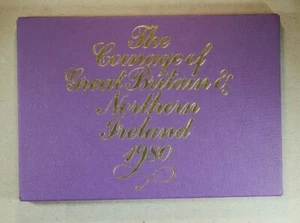 The
Coinage of
Great Britain &
Northern
Ireland
1980